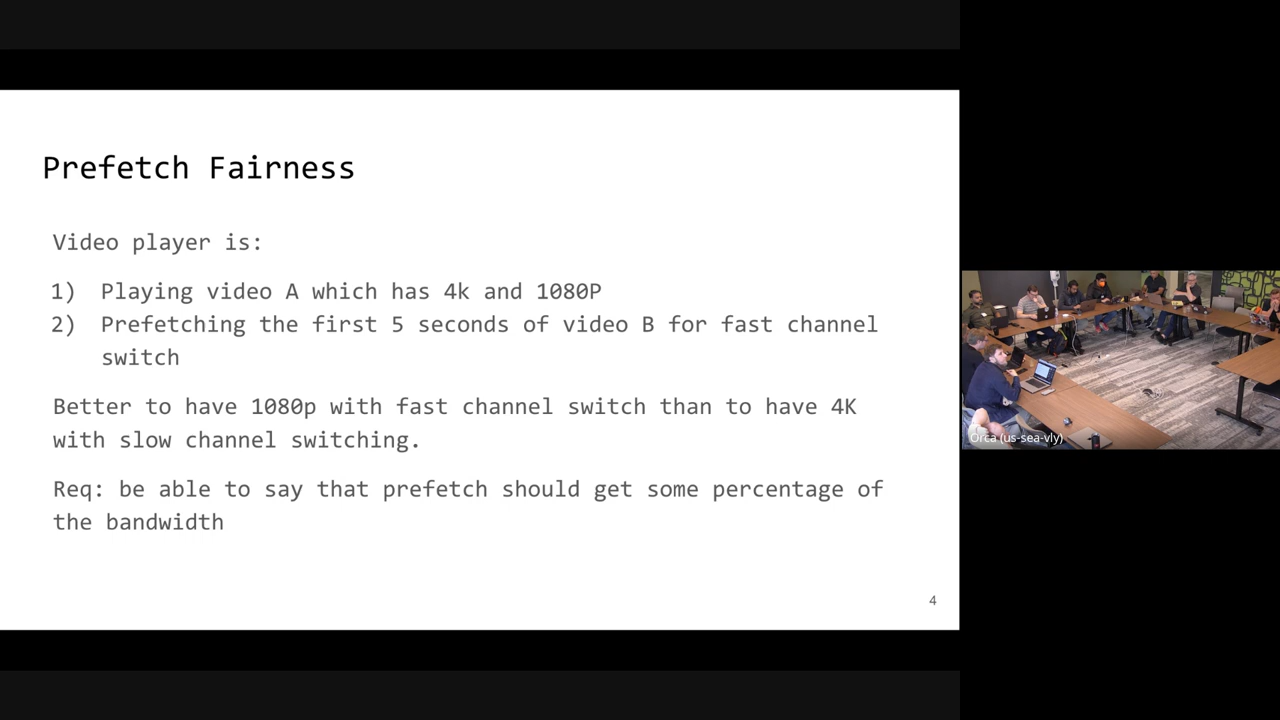 Prefetch Fairness
Video player is:
1) Playing video A which has 4k and 1080P
2) Prefetching the first 5 seconds of video B for fast channel
switch
Better to have 1080p with fast channel switch than to have 4K
with slow channel switching.
Req: be able to say that prefetch should get some percentage of
the bandwidth
4
Orca (us-sea-vly)